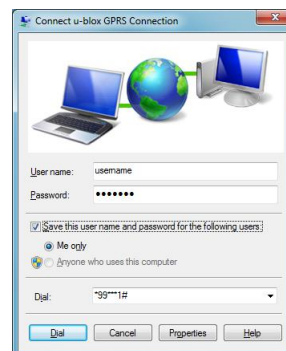 Connect u-blox GPRS Connection
User name: username
Password: •••••••
Save this user name and password for the following users:
Me only
Anyone who uses this computer
Dial: *99***1#
Dial Cancel Properties Help